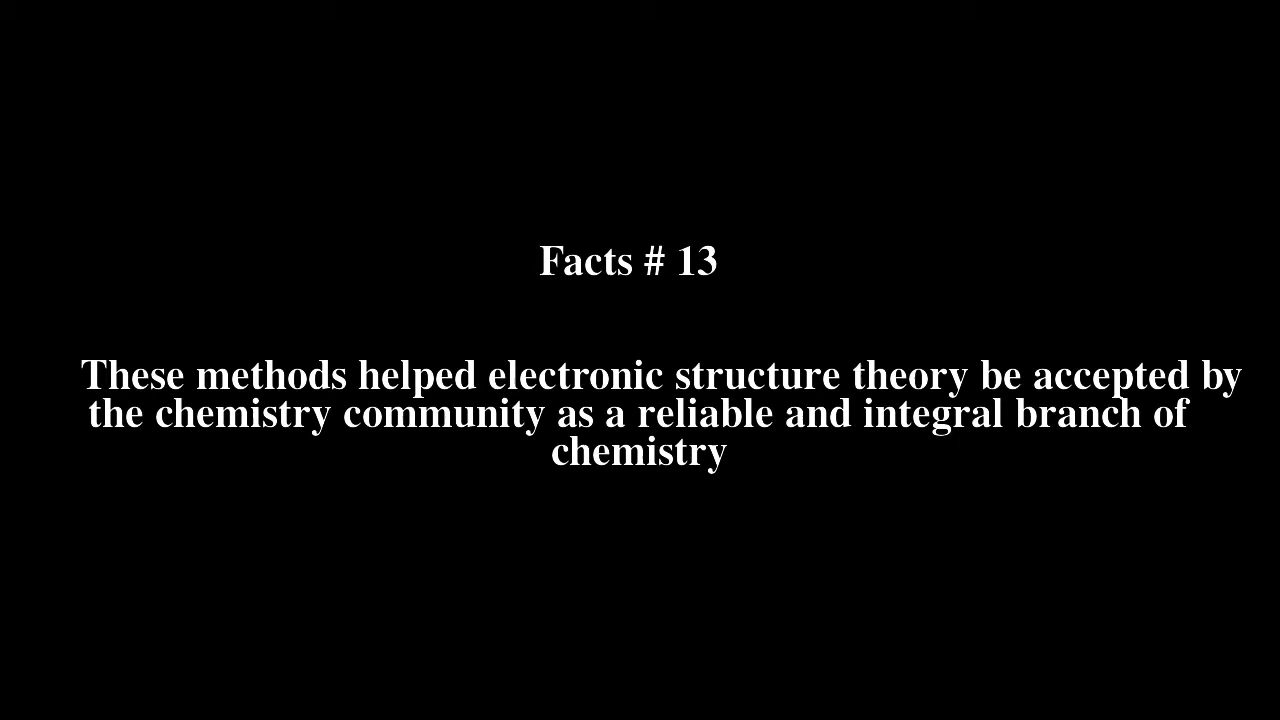 Facts # 13
These methods helped electronic structure theory be accepted by
the chemistry community as a reliable and integral branch of
chemistry